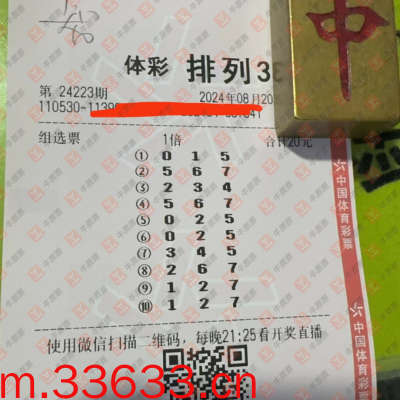 中
体彩 排列3
第 24223期 2024年08月20
110530-
组选票 1倍 合计20元
① 0 1 5
② 5 6 7
③ 2 3 4
④ 5 6 7
⑤ 0 2 5
⑥ 0 2 5
⑦ 3 4 5
⑧ 2 6 7
⑨ 1 2 7
⑩ 1 2 7
使用微信扫描二维码，每晚21:25看开奖直播
中国体育彩票
中国体育彩票
m.33633.cn